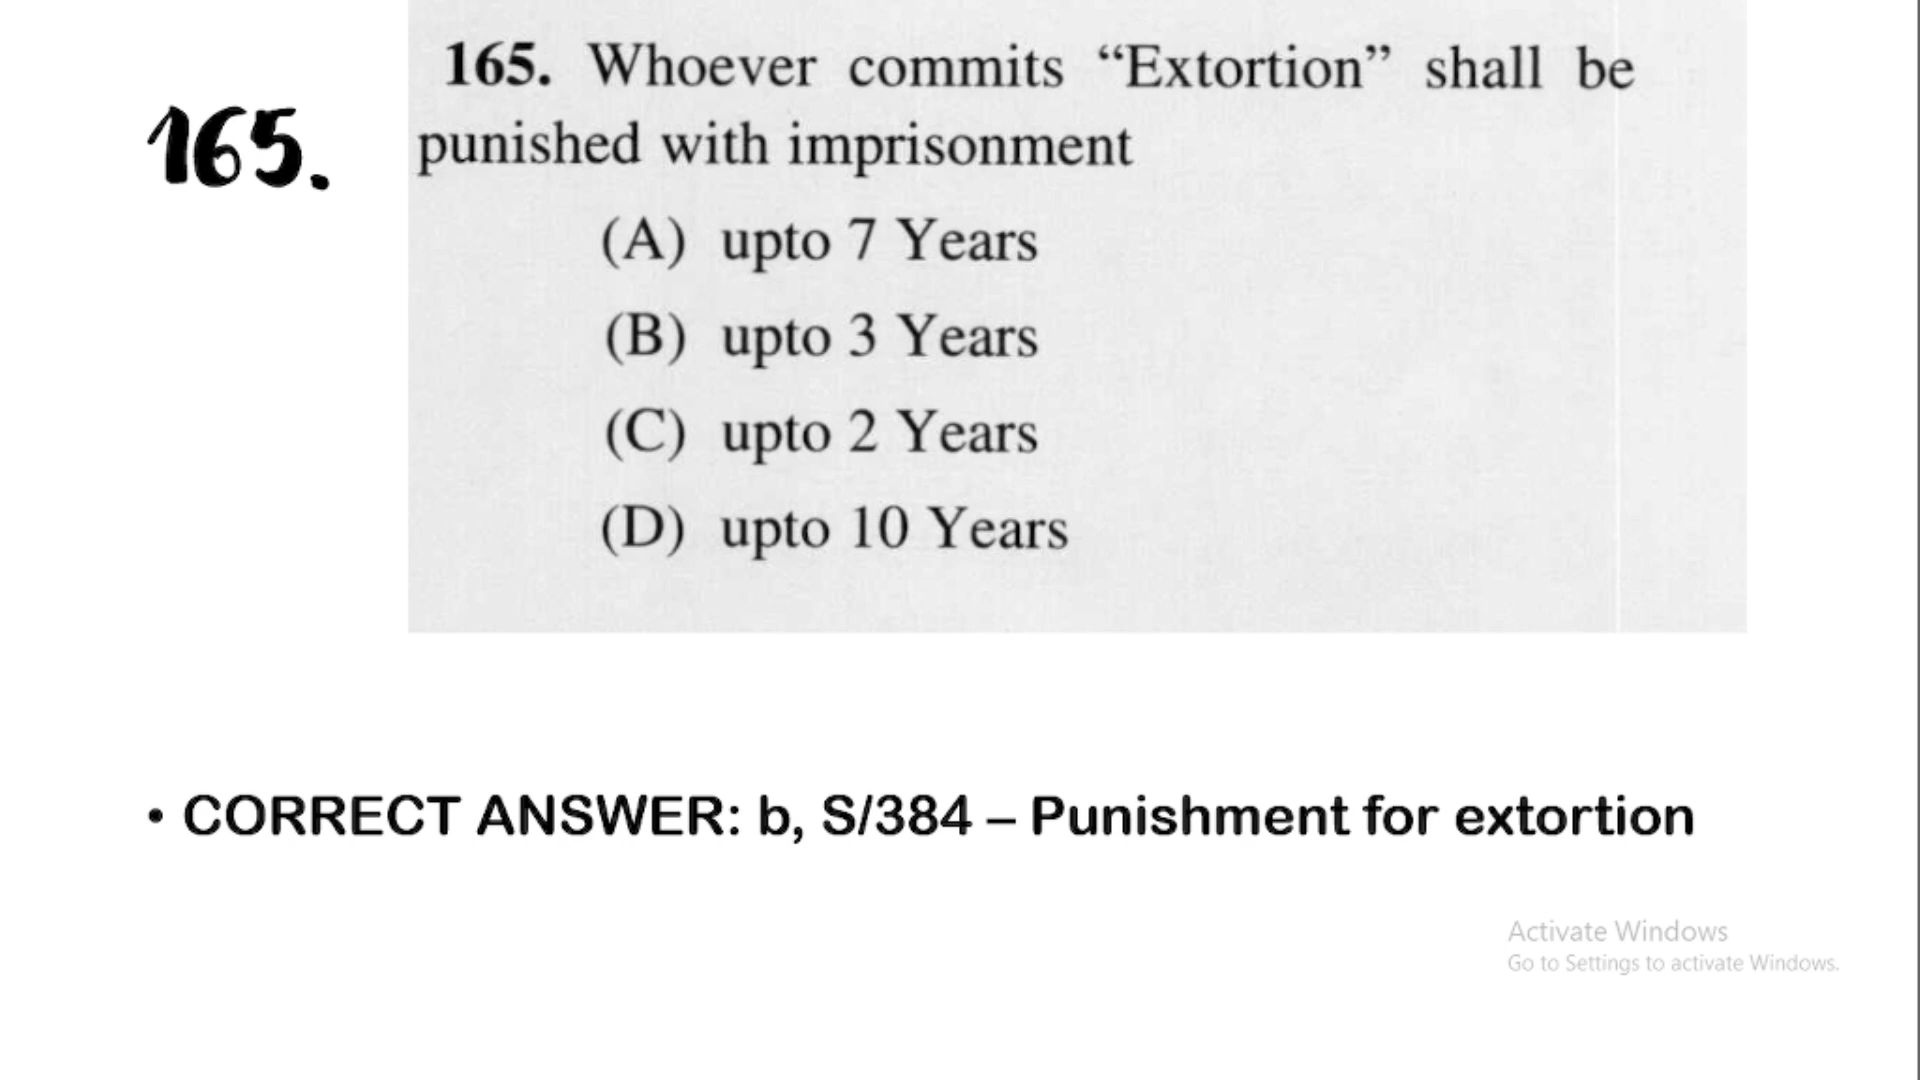 165. Whoever commits “Extortion” shall be
165.
punished with imprisonment
(A) upto 7 Years
(B) upto 3 Years
(C) upto 2 Years
(D) upto 10 Years
• CORRECT ANSWER: b, S/384 – Punishment for extortion
Activate Windows
Go to Settings to activate Windows.